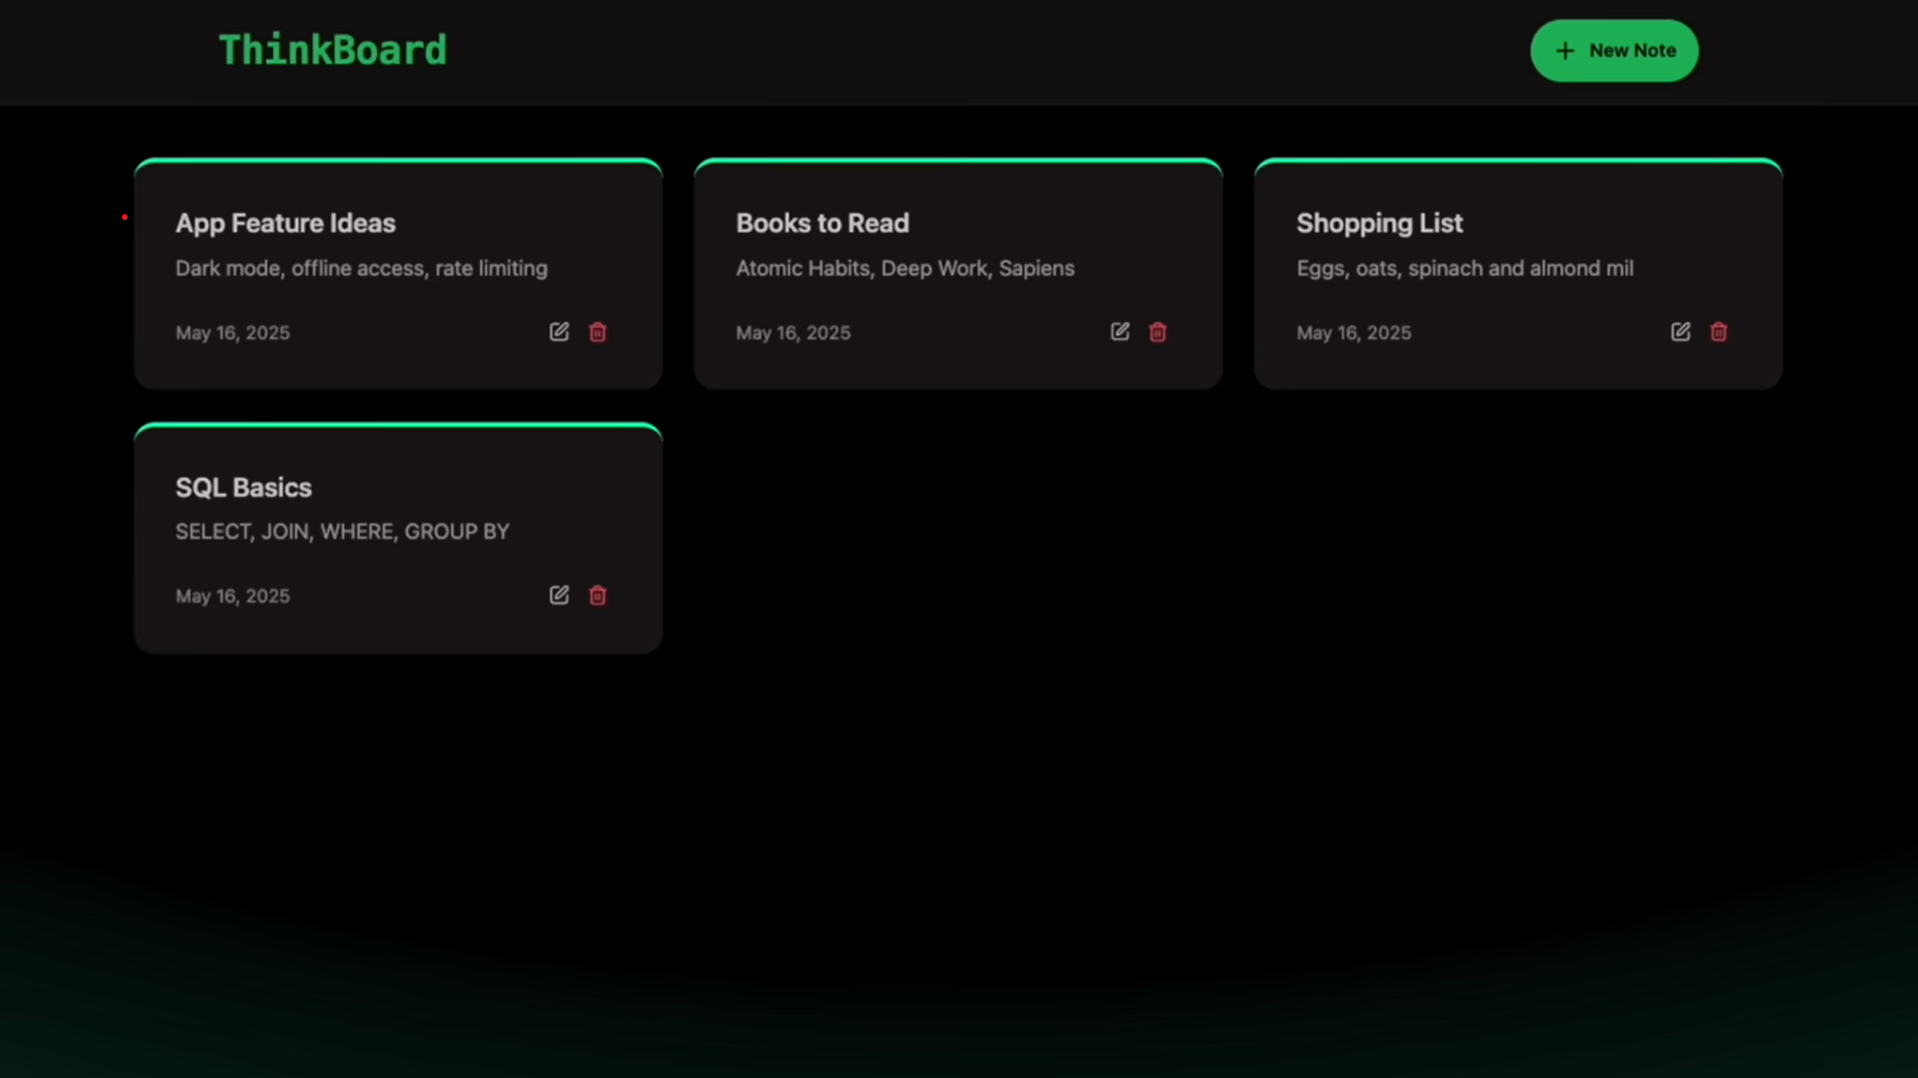 ThinkBoard
+ New Note
App Feature Ideas
Dark mode, offline access, rate limiting
May 16, 2025
Books to Read
Atomic Habits, Deep Work, Sapiens
May 16, 2025
Shopping List
Eggs, oats, spinach and almond mil
May 16, 2025
SQL Basics
SELECT, JOIN, WHERE, GROUP BY
May 16, 2025